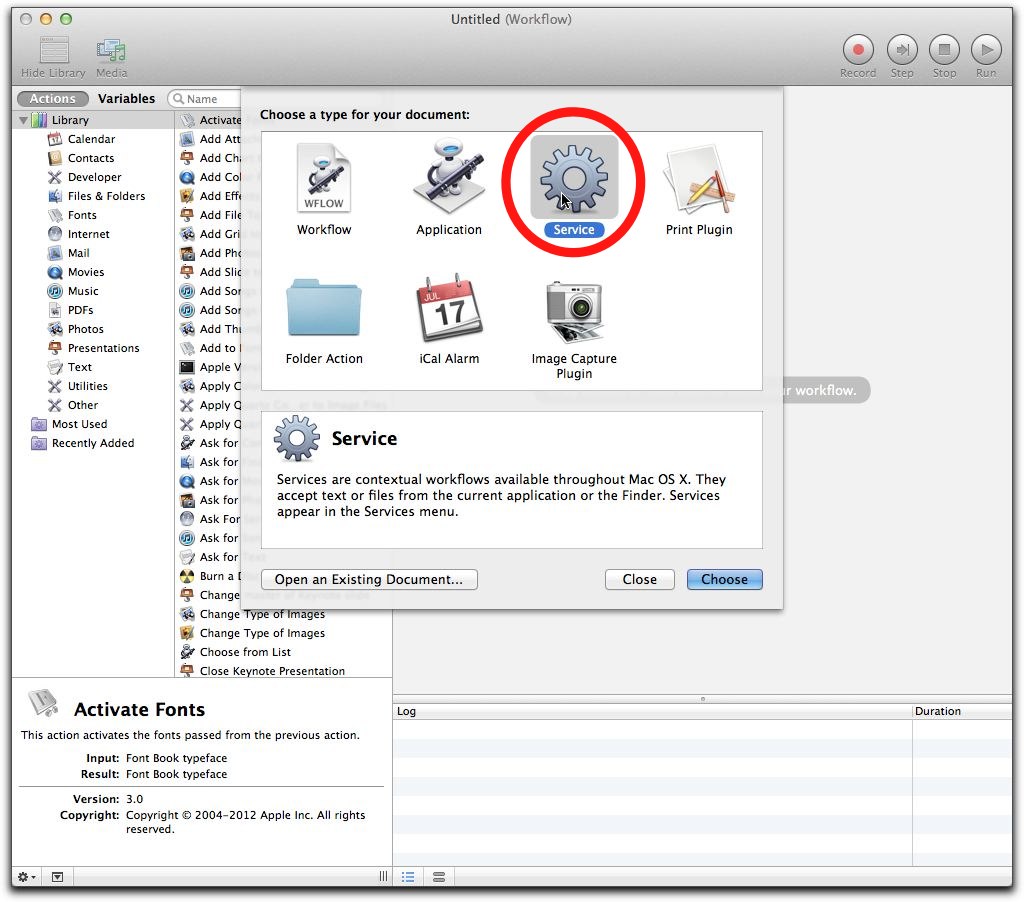 Untitled (Workflow)
Hide Library
Media
Record
Step
Stop
Run
Actions
Variables
Name
Library
Calendar
Contacts
Developer
Files & Folders
Fonts
Internet
Mail
Movies
Music
PDFs
Photos
Presentations
Text
Utilities
Other
Most Used
Recently Added
Activate
Add Att
Add Cha
Add Co
Add Effe
Add File
Add Gri
Add Pho
Add Slid
Add Son
Add Son
Add Thu
Add to
Apple Ve
Apply C
Apply Q
Apply Q
Ask for
Ask for
Ask for
Ask for
Ask For
Ask for
Ask for
Burn a D
Change
Change Type of Images
Change Type of Images
Choose from List
Close Keynote Presentation
Choose a type for your document:
WFLOW
Workflow
Application
Service
Print Plugin
JUL
17
Folder Action
iCal Alarm
Image Capture
Plugin
r workflow.
Service
Services are contextual workflows available throughout Mac OS X. They
accept text or files from the current application or the Finder. Services
appear in the Services menu.
Open an Existing Document...
Close
Choose
Activate Fonts
This action activates the fonts passed from the previous action.
Input: Font Book typeface
Result: Font Book typeface
Version: 3.0
Copyright: Copyright © 2004-2012 Apple Inc. All rights
reserved.
Log
Duration